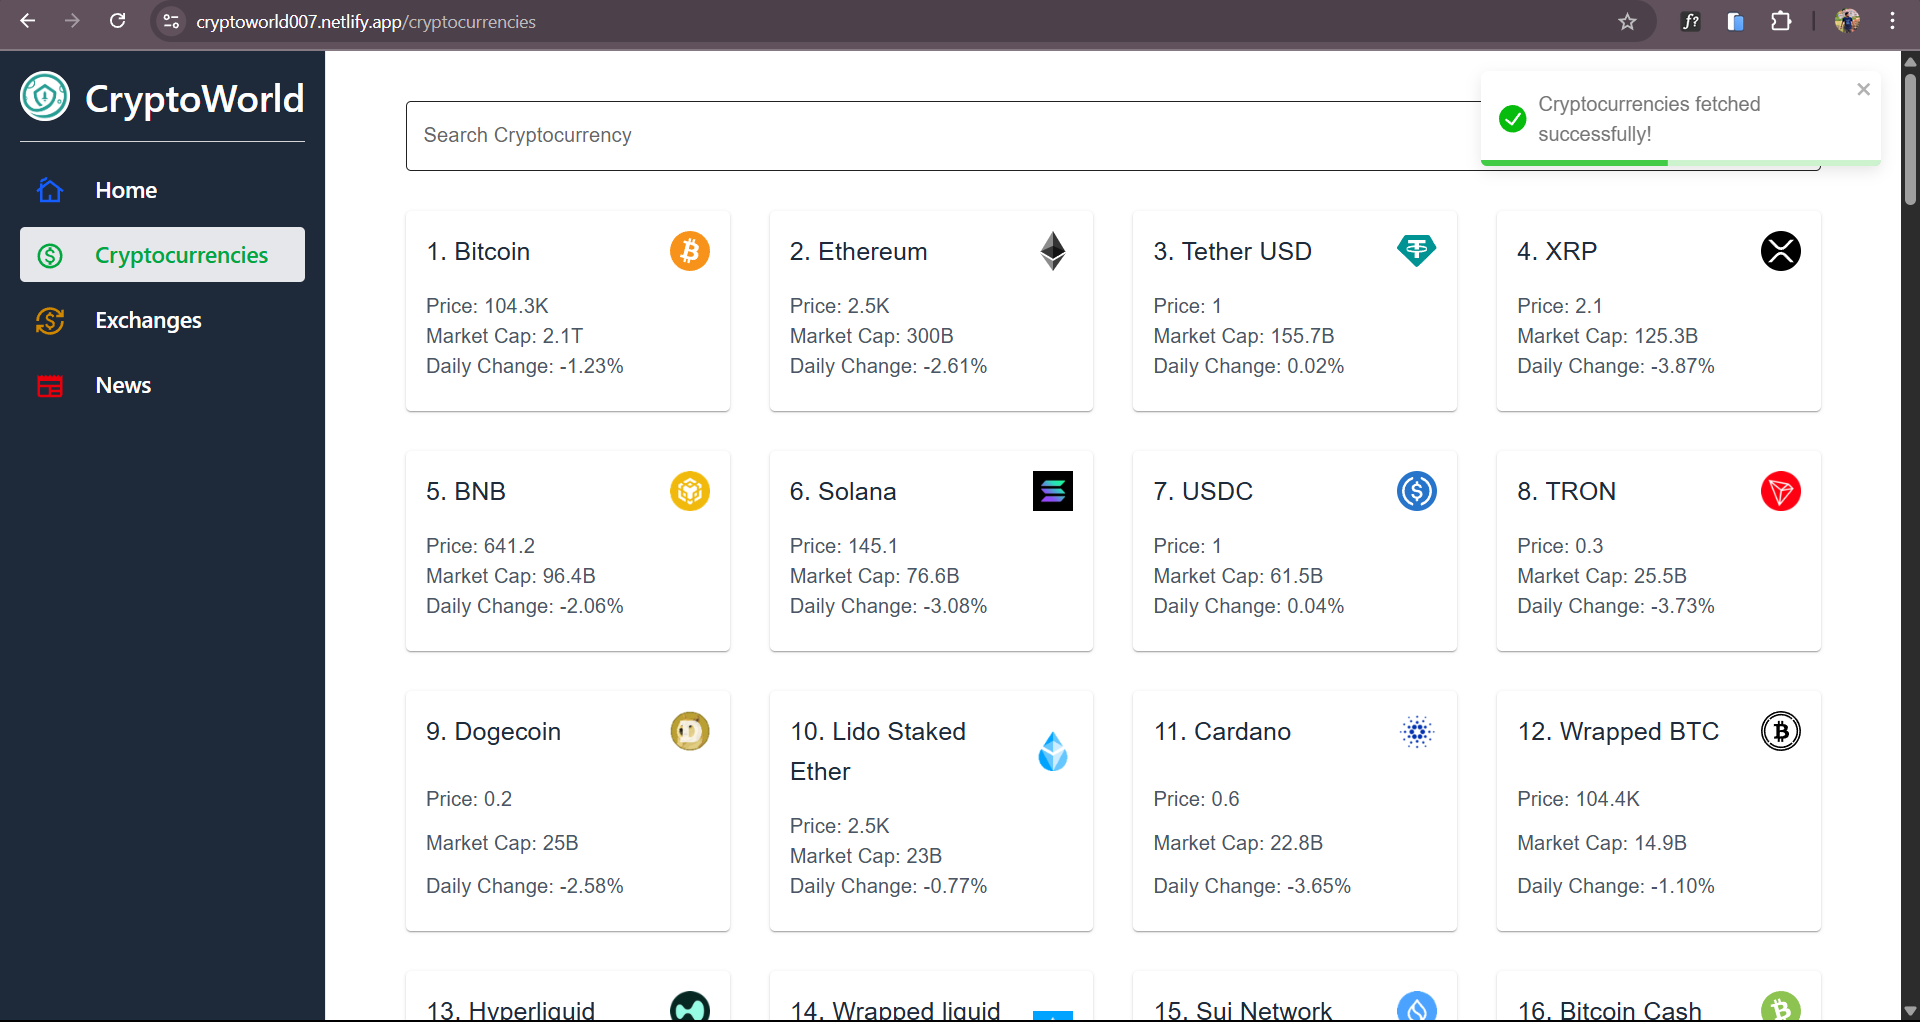 cryptoworld007.netlify.app/cryptocurrencies
f?
CryptoWorld
Home
Cryptocurrencies
Exchanges
News
Search Cryptocurrency
Cryptocurrencies fetched
successfully!
1. Bitcoin
Price: 104.3K
Market Cap: 2.1T
Daily Change: -1.23%
2. Ethereum
Price: 2.5K
Market Cap: 300B
Daily Change: -2.61%
3. Tether USD
Price: 1
Market Cap: 155.7B
Daily Change: 0.02%
4. XRP
Price: 2.1
Market Cap: 125.3B
Daily Change: -3.87%
5. BNB
Price: 641.2
Market Cap: 96.4B
Daily Change: -2.06%
6. Solana
Price: 145.1
Market Cap: 76.6B
Daily Change: -3.08%
7. USDC
Price: 1
Market Cap: 61.5B
Daily Change: 0.04%
8. TRON
Price: 0.3
Market Cap: 25.5B
Daily Change: -3.73%
9. Dogecoin
Price: 0.2
Market Cap: 25B
Daily Change: -2.58%
10. Lido Staked
Ether
Price: 2.5K
Market Cap: 23B
Daily Change: -0.77%
11. Cardano
Price: 0.6
Market Cap: 22.8B
Daily Change: -3.65%
12. Wrapped BTC
Price: 104.4K
Market Cap: 14.9B
Daily Change: -1.10%
13. Hyperliquid
14. Wrapped liquid
15. Sui Network
16. Bitcoin Cash